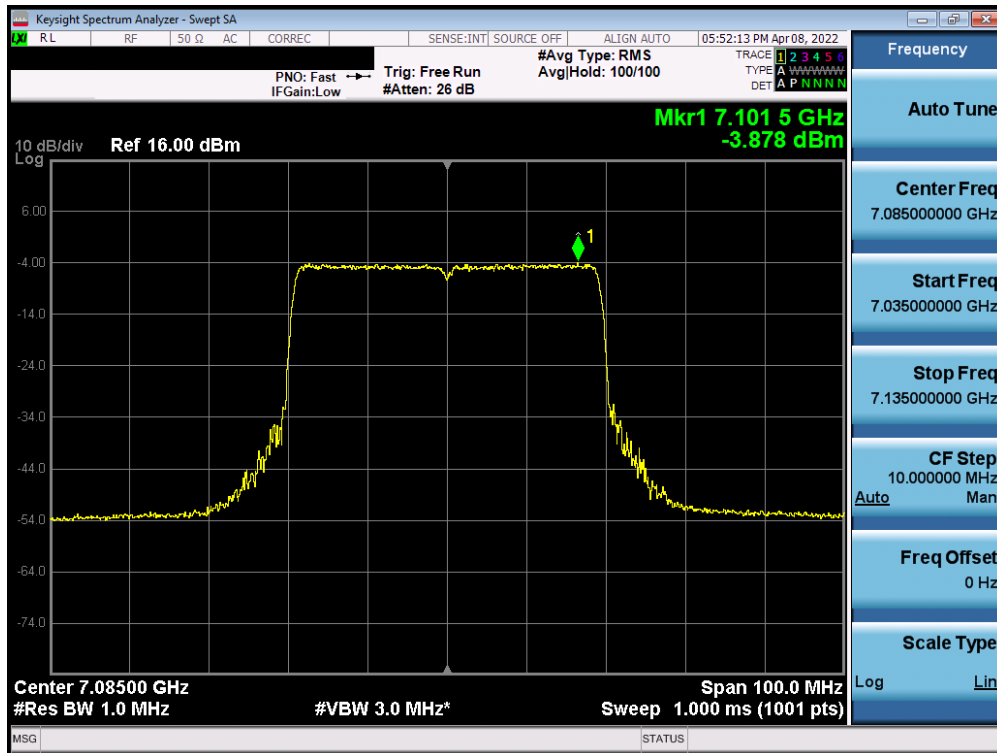 Keysight Spectrum Analyzer - Swept SA
LXI RL RF 50 Ω AC CORREC SENSE:INT SOURCE OFF ALIGN AUTO 05:52:13 PM Apr 08, 2022
PNO: Fast
IFGain:Low
Trig: Free Run
#Atten: 26 dB
#Avg Type: RMS
Avg|Hold: 100/100
TRACE 1 2 3 4 5 6
TYPE A WWWWW
DET A P N N N N
Mkr1 7.101 5 GHz
-3.878 dBm
10 dB/div Ref 16.00 dBm
Log
1
6.00
-4.00
-14.0
-24.0
-34.0
-44.0
-54.0
-64.0
-74.0
Center 7.08500 GHz Span 100.0 MHz
#Res BW 1.0 MHz #VBW 3.0 MHz* Sweep 1.000 ms (1001 pts)
MSG STATUS
Frequency
Auto Tune
Center Freq
7.085000000 GHz
Start Freq
7.035000000 GHz
Stop Freq
7.135000000 GHz
CF Step
10.000000 MHz
Auto Man
Freq Offset
0 Hz
Scale Type
Log Lin